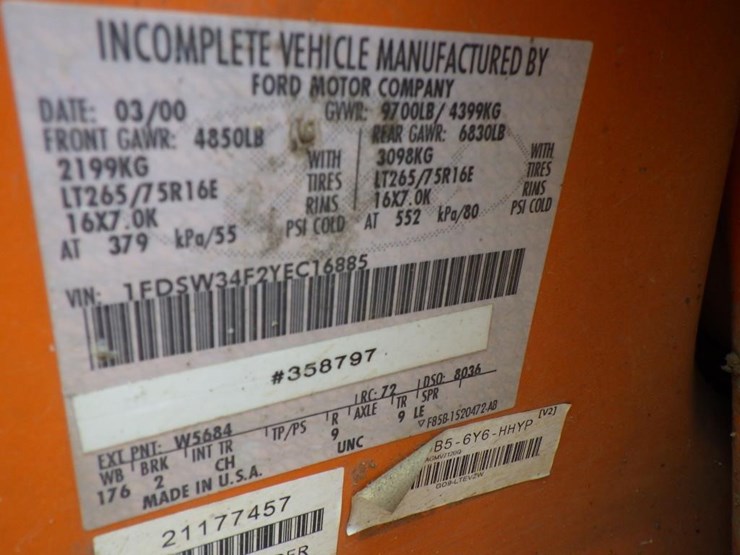 INCOMPLETE VEHICLE MANUFACTURED BY
FORD MOTOR COMPANY
DATE: 03/00 GVWR: 9700LB/ 4399KG
FRONT GAWR: 4850LB REAR GAWR: 6830LB
2199KG WITH 3098KG WITH
LT265/75R16E TIRES LT265/75R16E TIRES
16X7.0K RIMS 16X7.0K RIMS
AT 379 kPa/55 PSI COLD AT 552 kPa/80 PSI COLD
VIN: 1FDSW34F2YEC16885
#358797
EXT PNT: W5684 RC: 72 DSO: 8036
WB BRK INT TR TP/PS R AXLE TR SPR
176 2 CH 9 9 LE
UNC ▽F85B-1520472-AB
MADE IN U.S.A.
B5-6Y6-HHYP (V2)
21177457